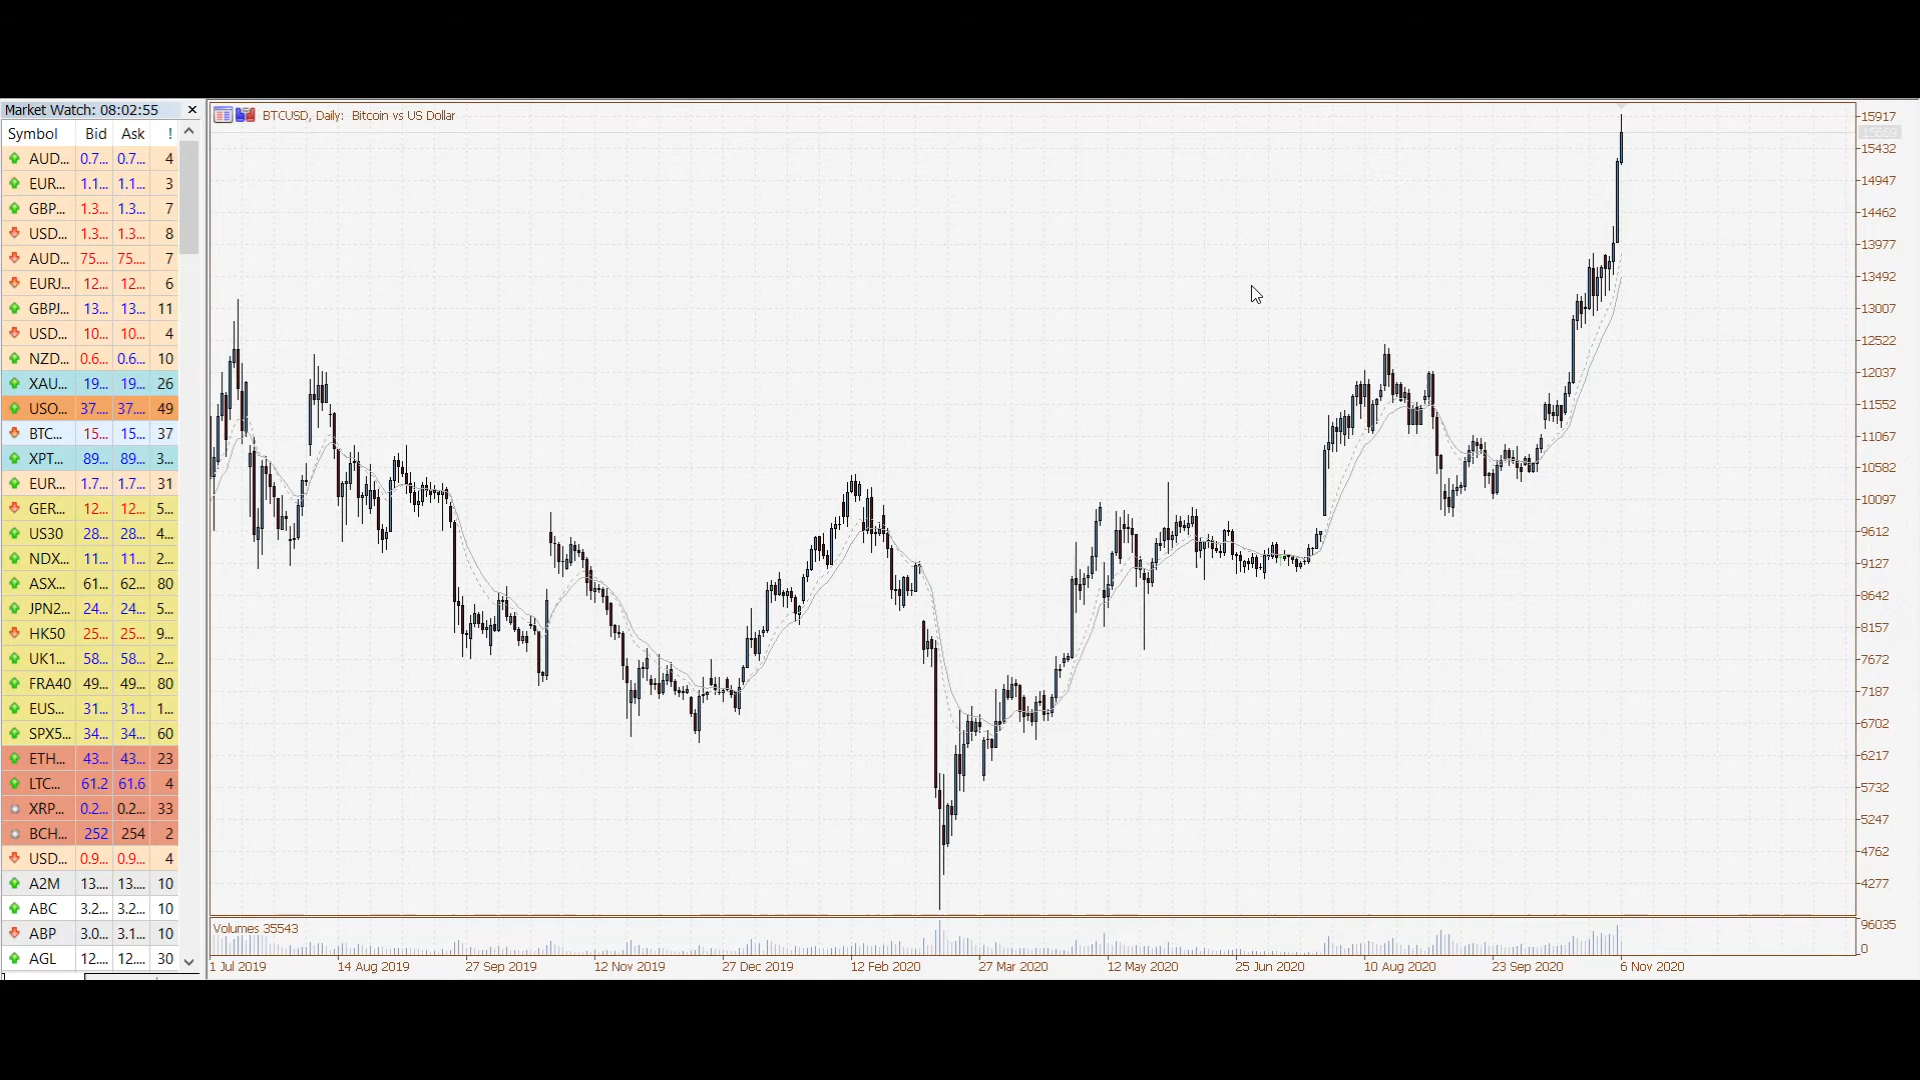 Market Watch: 08:02:55
Symbol Bid Ask !
AUD... 0.7... 0.7... 4
EUR... 1.1... 1.1... 3
GBP... 1.3... 1.3... 7
USD... 1.3... 1.3... 8
AUD... 75.... 75.... 7
EURJ... 12... 12... 6
GBPJ... 13... 13... 11
USD... 10... 10... 4
NZD... 0.6... 0.6... 10
XAU... 19... 19... 26
USO... 37.... 37.... 49
BTC... 15... 15... 37
XPT... 89... 89... 3...
EUR... 1.7... 1.7... 31
GER... 12... 12... 5...
US30 28... 28... 4...
NDX... 11... 11... 2...
ASX... 61... 62... 80
JPN2... 24... 24... 5...
HK50 25... 25... 9...
UK1... 58... 58... 2...
FRA40 49... 49... 80
EUS... 31... 31... 1...
SPX5... 34... 34... 60
ETH... 43... 43... 23
LTC... 61.2 61.6 4
XRP... 0.2... 0.2... 33
BCH... 252 254 2
USD... 0.9... 0.9... 4
A2M 13.... 13.... 10
ABC 3.2... 3.2... 10
ABP 3.0... 3.1... 10
AGL 12.... 12.... 30
BTCUSD, Daily: Bitcoin vs US Dollar
15917
15669
15432
14947
14462
13977
13492
13007
12522
12037
11552
11067
10582
10097
9612
9127
8642
8157
7672
7187
6702
6217
5732
5247
4762
4277
Volumes 35543
96035
0
1 Jul 2019 14 Aug 2019 27 Sep 2019 12 Nov 2019 27 Dec 2019 12 Feb 2020 27 Mar 2020 12 May 2020 25 Jun 2020 10 Aug 2020 23 Sep 2020 6 Nov 2020